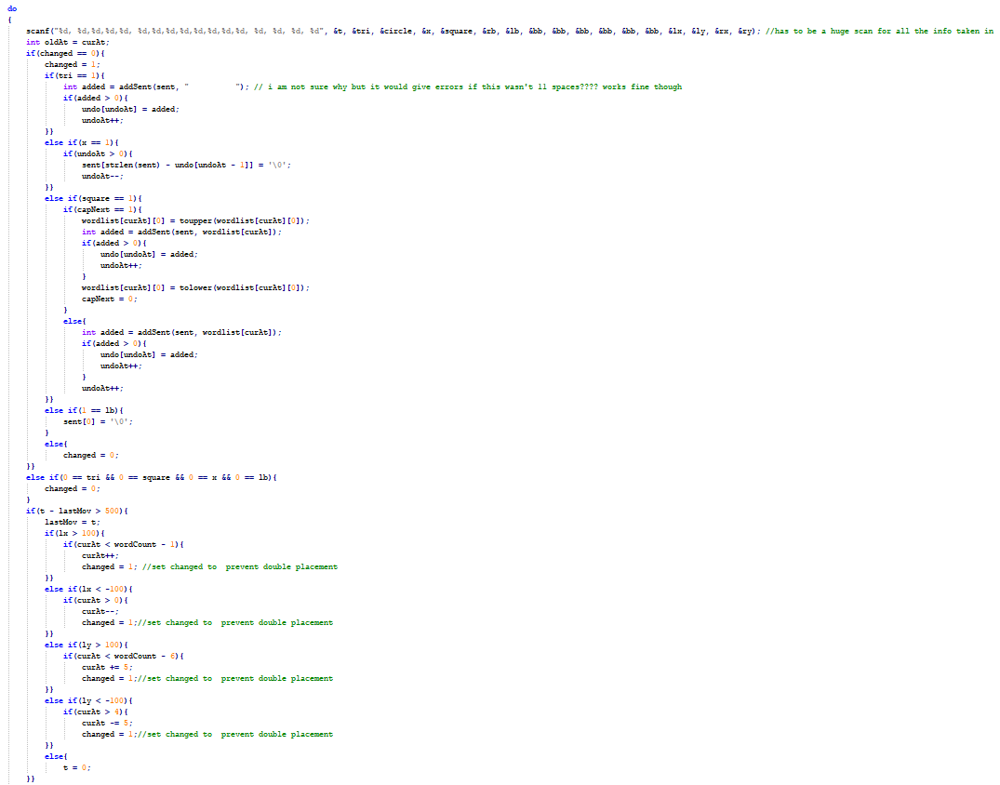 do
{
scanf("%d, %d,%d,%d,%d, %d,%d,%d,%d,%d,%d,%d,%d, %d, %d, %d, %d", &t, &tri, &circle, &x, &square, &rb, &lb, &bb, &bb, &bb, &bb, &bb, &bb, &lx, &ly, &rx, &ry); //has to be a huge scan for all the info taken in
int oldAt = curAt;
if(changed == 0){
changed = 1;
if(tri == 1){
int added = addSent(sent, "          "); // i am not sure why but it would give errors if this wasn't 11 spaces???? works fine though
if(added > 0){
undo[undoAt] = added;
undoAt++;
}}
else if(x == 1){
if(undoAt > 0){
sent[strlen(sent) - undo[undoAt - 1]] = '\0';
undoAt--;
}}
else if(square == 1){
if(capNext == 1){
wordlist[curAt][0] = toupper(wordlist[curAt][0]);
int added = addSent(sent, wordlist[curAt]);
if(added > 0){
undo[undoAt] = added;
undoAt++;
}
wordlist[curAt][0] = tolower(wordlist[curAt][0]);
capNext = 0;
}
else{
int added = addSent(sent, wordlist[curAt]);
if(added > 0){
undo[undoAt] = added;
undoAt++;
}
undoAt++;
}}
else if(1 == lb){
sent[0] = '\0';
}
else{
changed = 0;
}}
else if(0 == tri && 0 == square && 0 == x && 0 == lb){
changed = 0;
}
if(t - lastMov > 500){
lastMov = t;
if(lx > 100){
if(curAt < wordCount - 1){
curAt++;
changed = 1; //set changed to  prevent double placement
}}
else if(lx < -100){
if(curAt > 0){
curAt--;
changed = 1;//set changed to  prevent double placement
}}
else if(ly > 100){
if(curAt < wordCount - 6){
curAt += 5;
changed = 1;//set changed to  prevent double placement
}}
else if(ly < -100){
if(curAt > 4){
curAt -= 5;
changed = 1;//set changed to  prevent double placement
}}
else{
t = 0;
}}